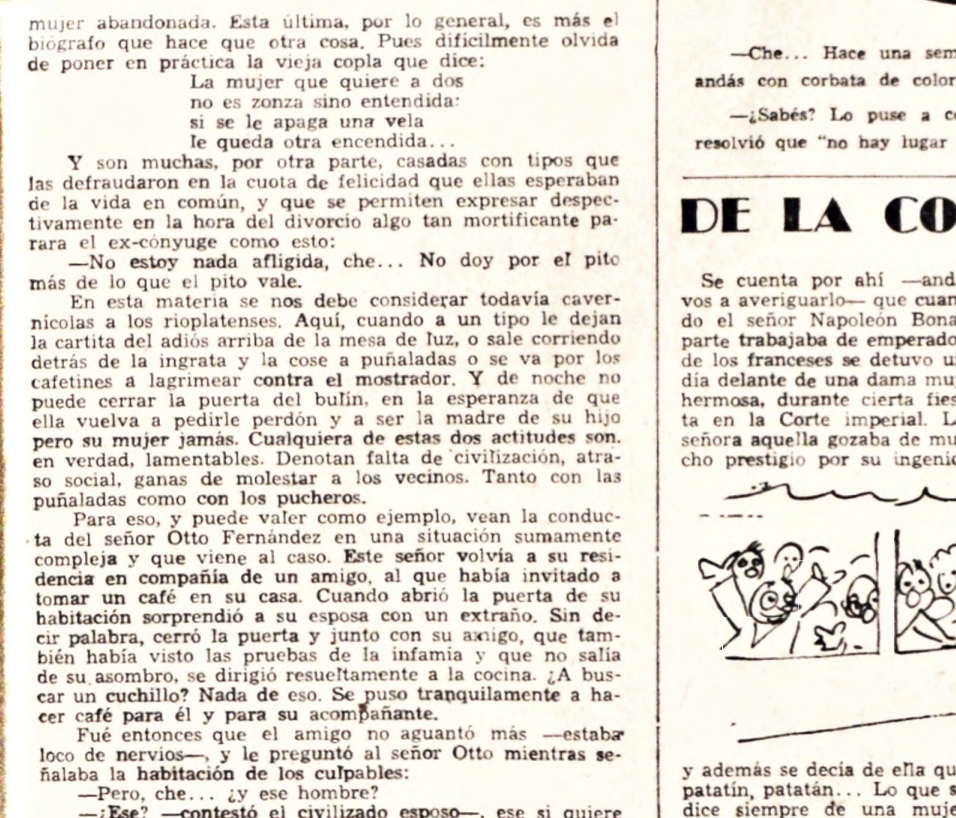 mujer abandonada. Esta última, por lo general, es más el
biógrafo que hace que otra cosa. Pues difícilmente olvida
de poner en práctica la vieja copla que dice:
La mujer que quiere a dos
no es zonza sino entendida:
si se le apaga una vela
le queda otra encendida...
Y son muchas, por otra parte, casadas con tipos que
las defraudaron en la cuota de felicidad que ellas esperaban
de la vida en común, y que se permiten expresar despec-
tivamente en la hora del divorcio algo tan mortificante pa-
rara el ex-cónyuge como esto:
—No estoy nada afligida, che... No doy por el pito
más de lo que el pito vale.
En esta materia se nos debe considerar todavía caver-
nícolas a los rioplatenses. Aquí, cuando a un tipo le dejan
la cartita del adiós arriba de la mesa de luz, o sale corriendo
detrás de la ingrata y la cose a puñaladas o se va por los
cafetines a lagrimear contra el mostrador. Y de noche no
puede cerrar la puerta del bulín, en la esperanza de que
ella vuelva a pedirle perdón y a ser la madre de su hijo
pero su mujer jamás. Cualquiera de estas dos actitudes son.
en verdad, lamentables. Denotan falta de civilización, atra-
so social, ganas de molestar a los vecinos. Tanto con las
puñaladas como con los pucheros.
Para eso, y puede valer como ejemplo, vean la conduc-
ta del señor Otto Fernández en una situación sumamente
compleja y que viene al caso. Este señor volvía a su resi-
dencia en compañía de un amigo, al que había invitado a
tomar un café en su casa. Cuando abrió la puerta de su
habitación sorprendió a su esposa con un extraño. Sin de-
cir palabra, cerró la puerta y junto con su amigo, que tam-
bién había visto las pruebas de la infamia y que no salía
de su asombro, se dirigió resueltamente a la cocina. ¿A bus-
car un cuchillo? Nada de eso. Se puso tranquilamente a ha-
cer café para él y para su acompañante.
Fué entonces que el amigo no aguantó más —estaba
loco de nervios—, y le preguntó al señor Otto mientras se-
ñalaba la habitación de los culpables:
—Pero, che... ¿y ese hombre?
—¿Ese? —contestó el civilizado esposo—, ese si quiere
—Che... Hace una sem
andás con corbata de color
—¿Sabés? Lo puse a co
resolvió que "no hay lugar
DE LA CO
Se cuenta por ahí —and
vos a averiguarlo— que cuan
do el señor Napoleón Bona
parte trabajaba de emperado
de los franceses se detuvo u
día delante de una dama mu
hermosa, durante cierta fies
ta en la Corte imperial. L
señora aquella gozaba de mu
cho prestigio por su ingenio
y además se decía de ella qu
patatín, patatán... Lo que s
dice siempre de una muje